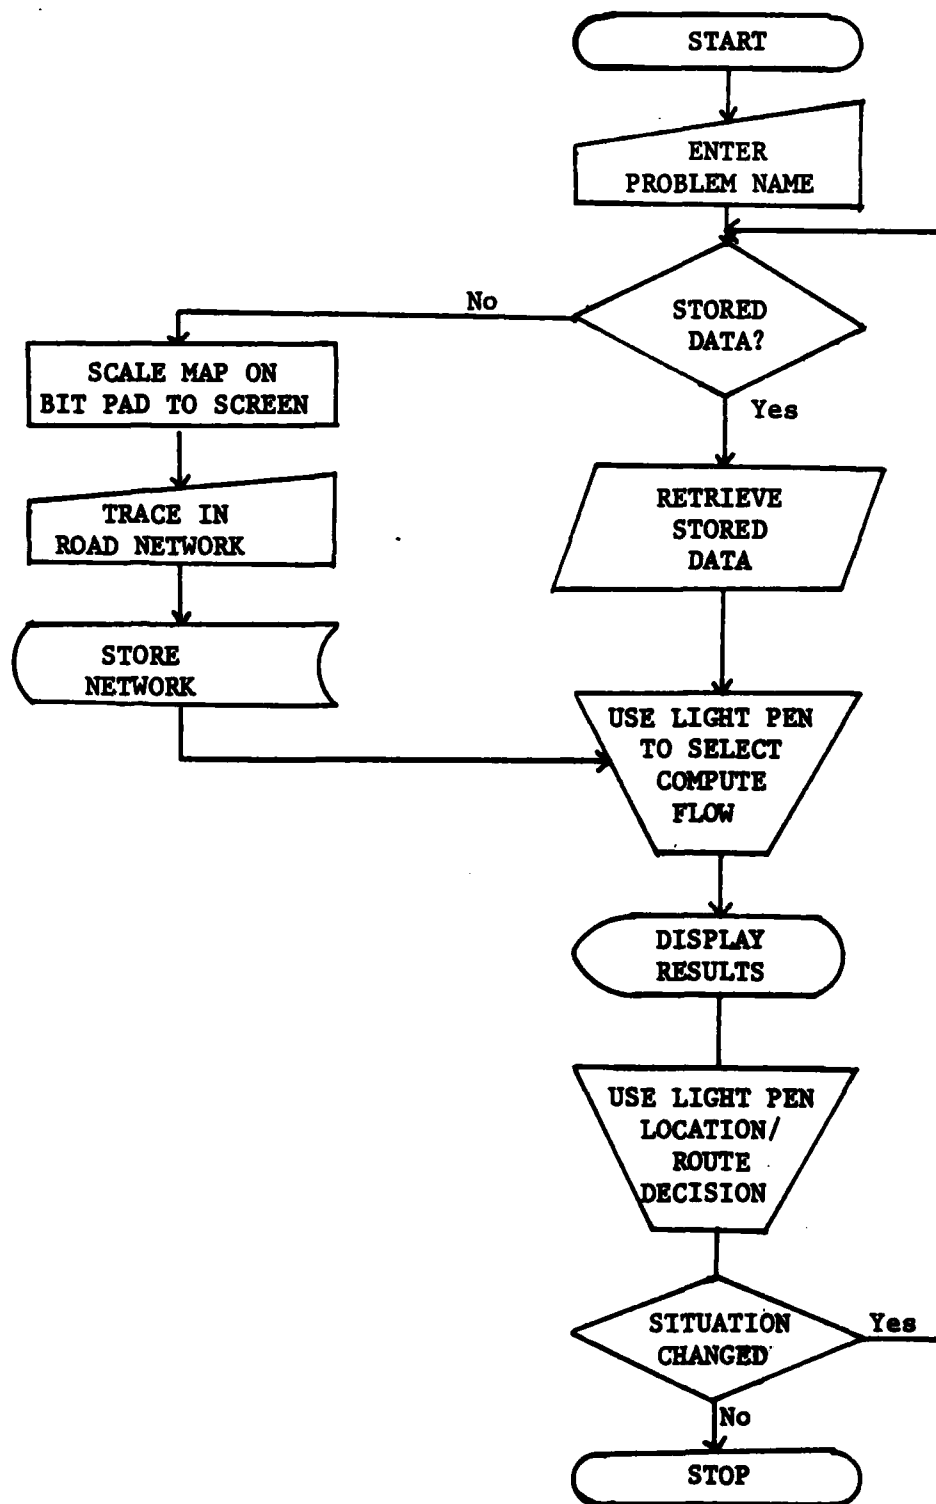 START
ENTER
PROBLEM NAME
STORED
DATA?
No
Yes
SCALE MAP ON
BIT PAD TO SCREEN
TRACE IN
ROAD NETWORK
STORE
NETWORK
RETRIEVE
STORED
DATA
USE LIGHT PEN
TO SELECT
COMPUTE
FLOW
DISPLAY
RESULTS
USE LIGHT PEN
LOCATION/
ROUTE
DECISION
SITUATION
CHANGED
Yes
No
STOP